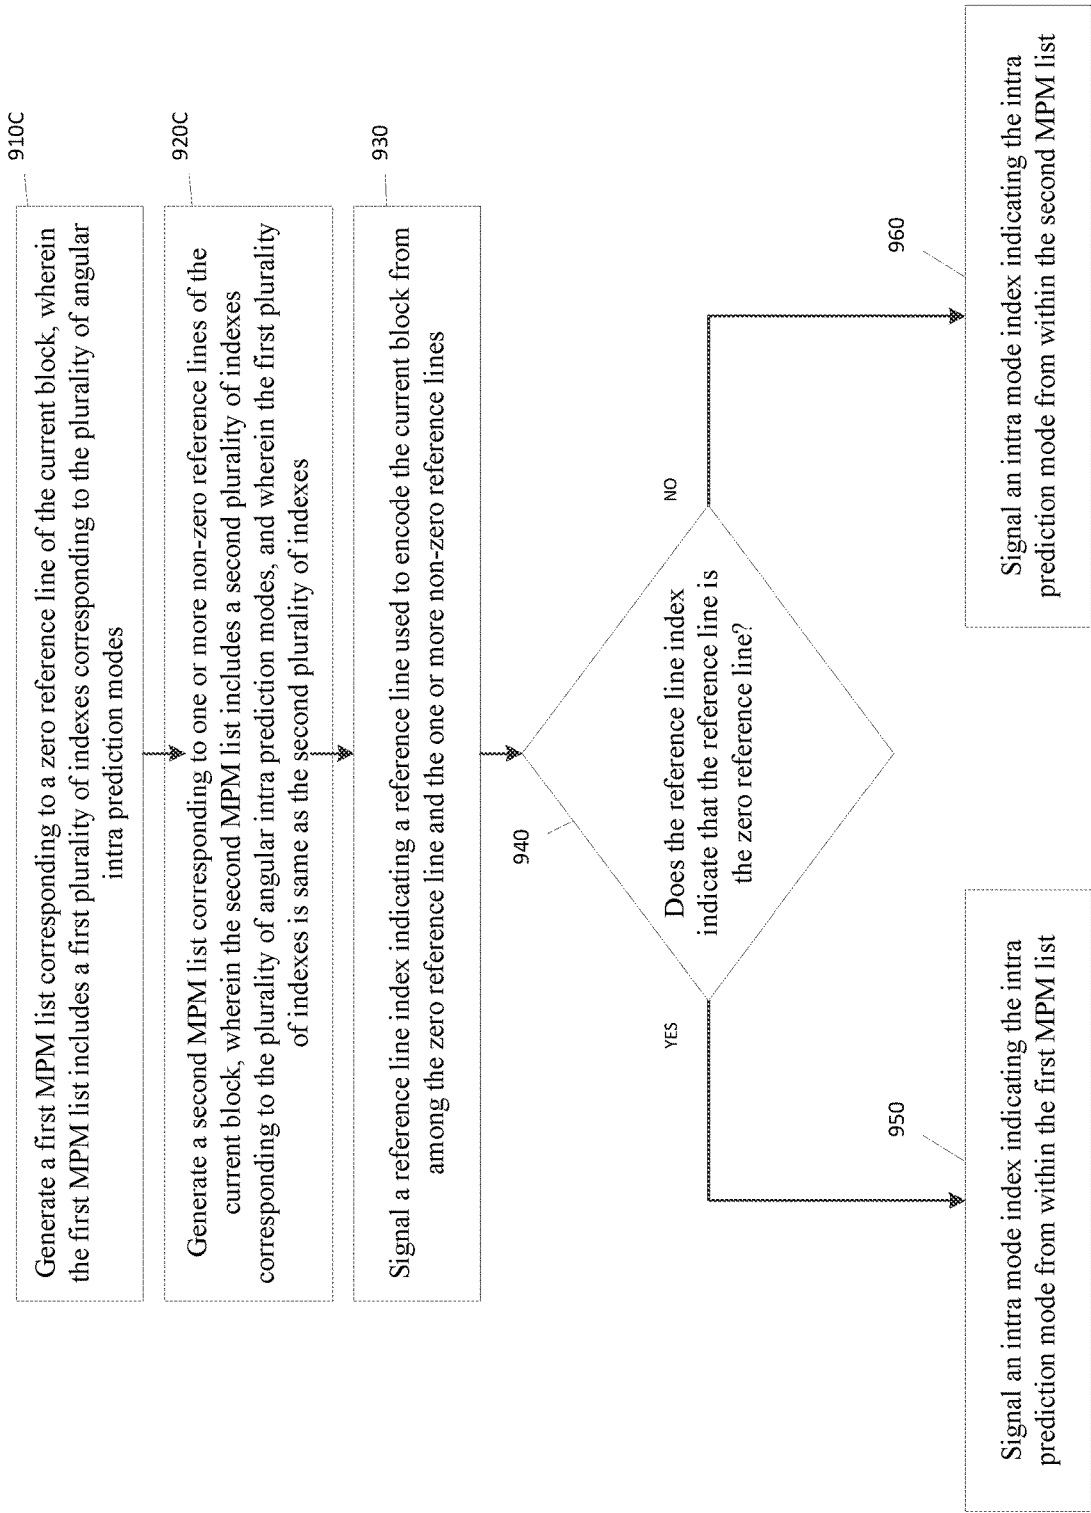 910C
Generate a first MPM list corresponding to a zero reference line of the current block, wherein
the first MPM list includes a first plurality of indexes corresponding to the plurality of angular
intra prediction modes
920C
Generate a second MPM list corresponding to one or more non-zero reference lines of the
current block, wherein the second MPM list includes a second plurality of indexes
corresponding to the plurality of angular intra prediction modes, and wherein the first plurality
of indexes is same as the second plurality of indexes
930
Signal a reference line index indicating a reference line used to encode the current block from
among the zero reference line and the one or more non-zero reference lines
940
Does the reference line index
indicate that the reference line is
the zero reference line?
YES
NO
950
Signal an intra mode index indicating the intra
prediction mode from within the first MPM list
960
Signal an intra mode index indicating the intra
prediction mode from within the second MPM list